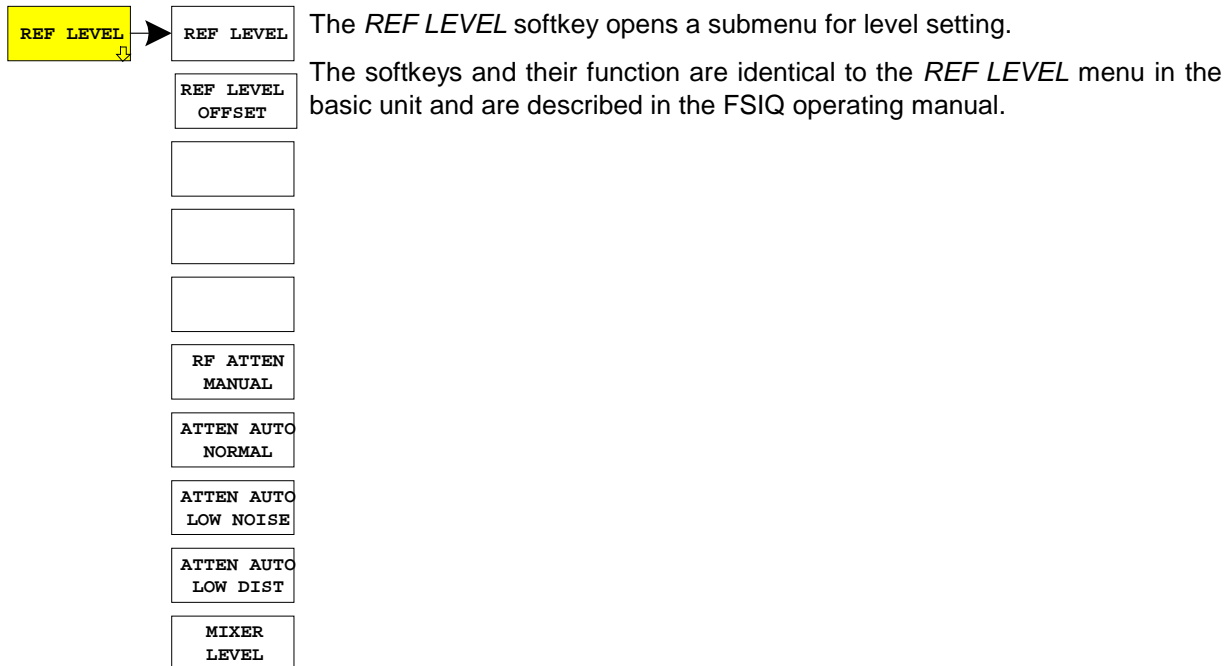 REF LEVEL
REF LEVEL
The REF LEVEL softkey opens a submenu for level setting.
REF LEVEL
OFFSET
The softkeys and their function are identical to the REF LEVEL menu in the
basic unit and are described in the FSIQ operating manual.
RF ATTEN
MANUAL
ATTEN AUTO
NORMAL
ATTEN AUTO
LOW NOISE
ATTEN AUTO
LOW DIST
MIXER
LEVEL